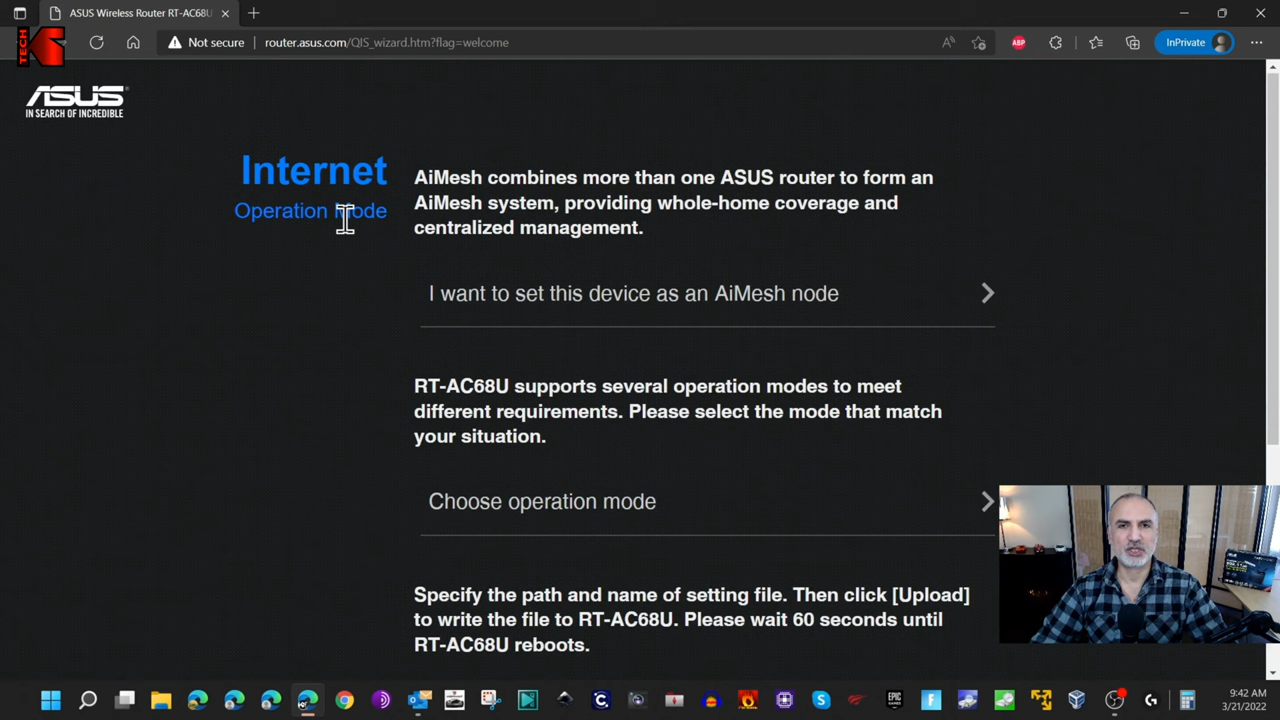 ASUS Wireless Router RT-AC68U
TECH
Not secure
router.asus.com/QIS_wizard.htm?flag=welcome
ABP
InPrivate
ASUS
IN SEARCH OF INCREDIBLE
Internet
Operation Mode
AiMesh combines more than one ASUS router to form an
AiMesh system, providing whole-home coverage and
centralized management.
I want to set this device as an AiMesh node
RT-AC68U supports several operation modes to meet
different requirements. Please select the mode that match
your situation.
Choose operation mode
Specify the path and name of setting file. Then click [Upload]
to write the file to RT-AC68U. Please wait 60 seconds until
RT-AC68U reboots.
9:42 AM
3/21/2022